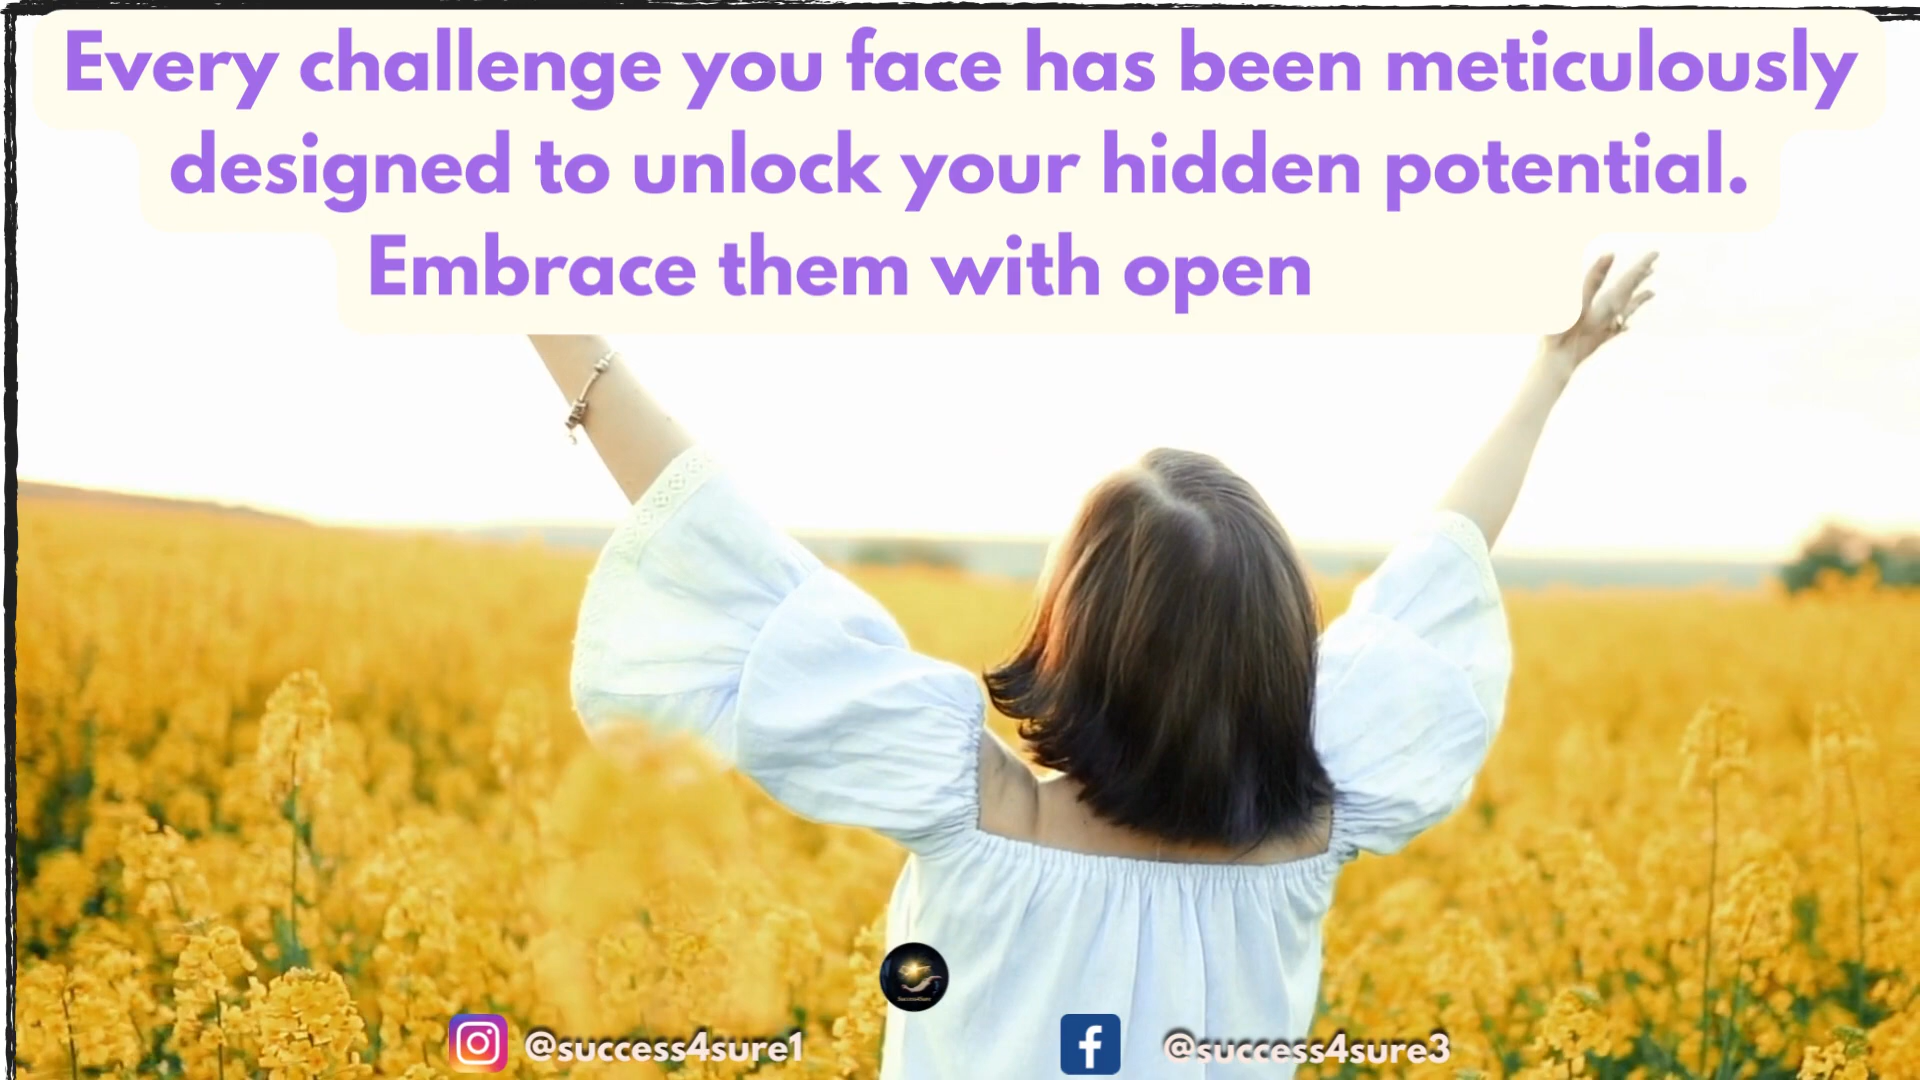 Every challenge you face has been meticulously
designed to unlock your hidden potential.
Embrace them with open
Success4sure
@success4sure1
@success4sure3